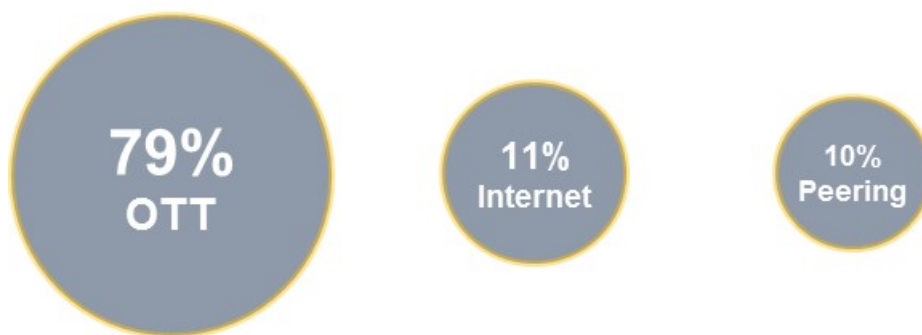 79%
OTT
11%
Internet
10%
Peering